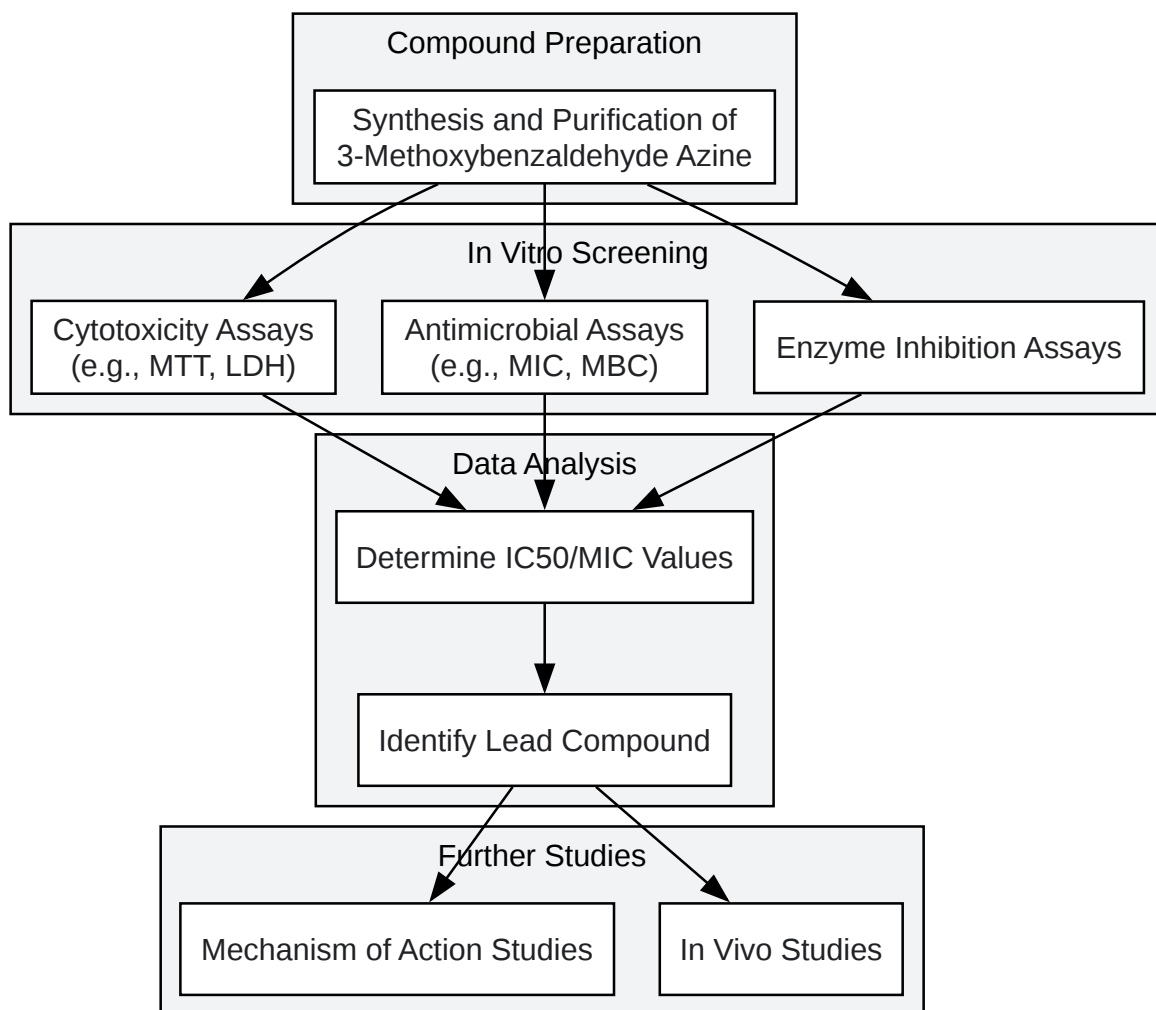 Compound Preparation
Synthesis and Purification of
3-Methoxybenzaldehyde Azine
In Vitro Screening
Cytotoxicity Assays
(e.g., MTT, LDH)
Antimicrobial Assays
(e.g., MIC, MBC)
Enzyme Inhibition Assays
Data Analysis
Determine IC50/MIC Values
Identify Lead Compound
Further Studies
Mechanism of Action Studies
In Vivo Studies